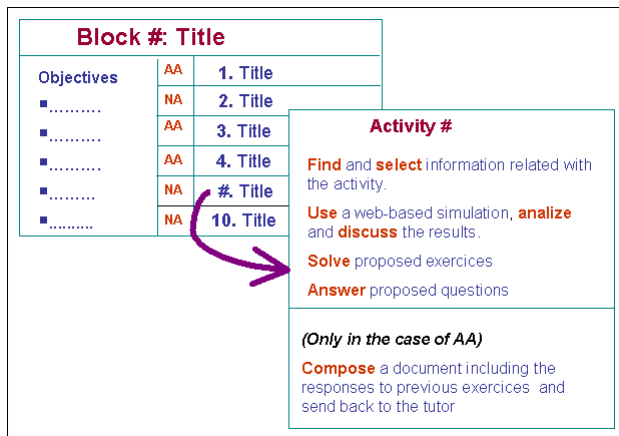 Block #: Title
Objectives
■..........
■..........
■..........
■..........
■.........
■..........
AA 1. Title
NA 2. Title
AA 3. Title
AA 4. Title
NA #. Title
NA 10. Title
Activity #
Find and select information related with
the activity.
Use a web-based simulation, analize
and discuss the results.
Solve proposed exercices
Answer proposed questions
(Only in the case of AA)
Compose a document including the
responses to previous exercises and
send back to the tutor